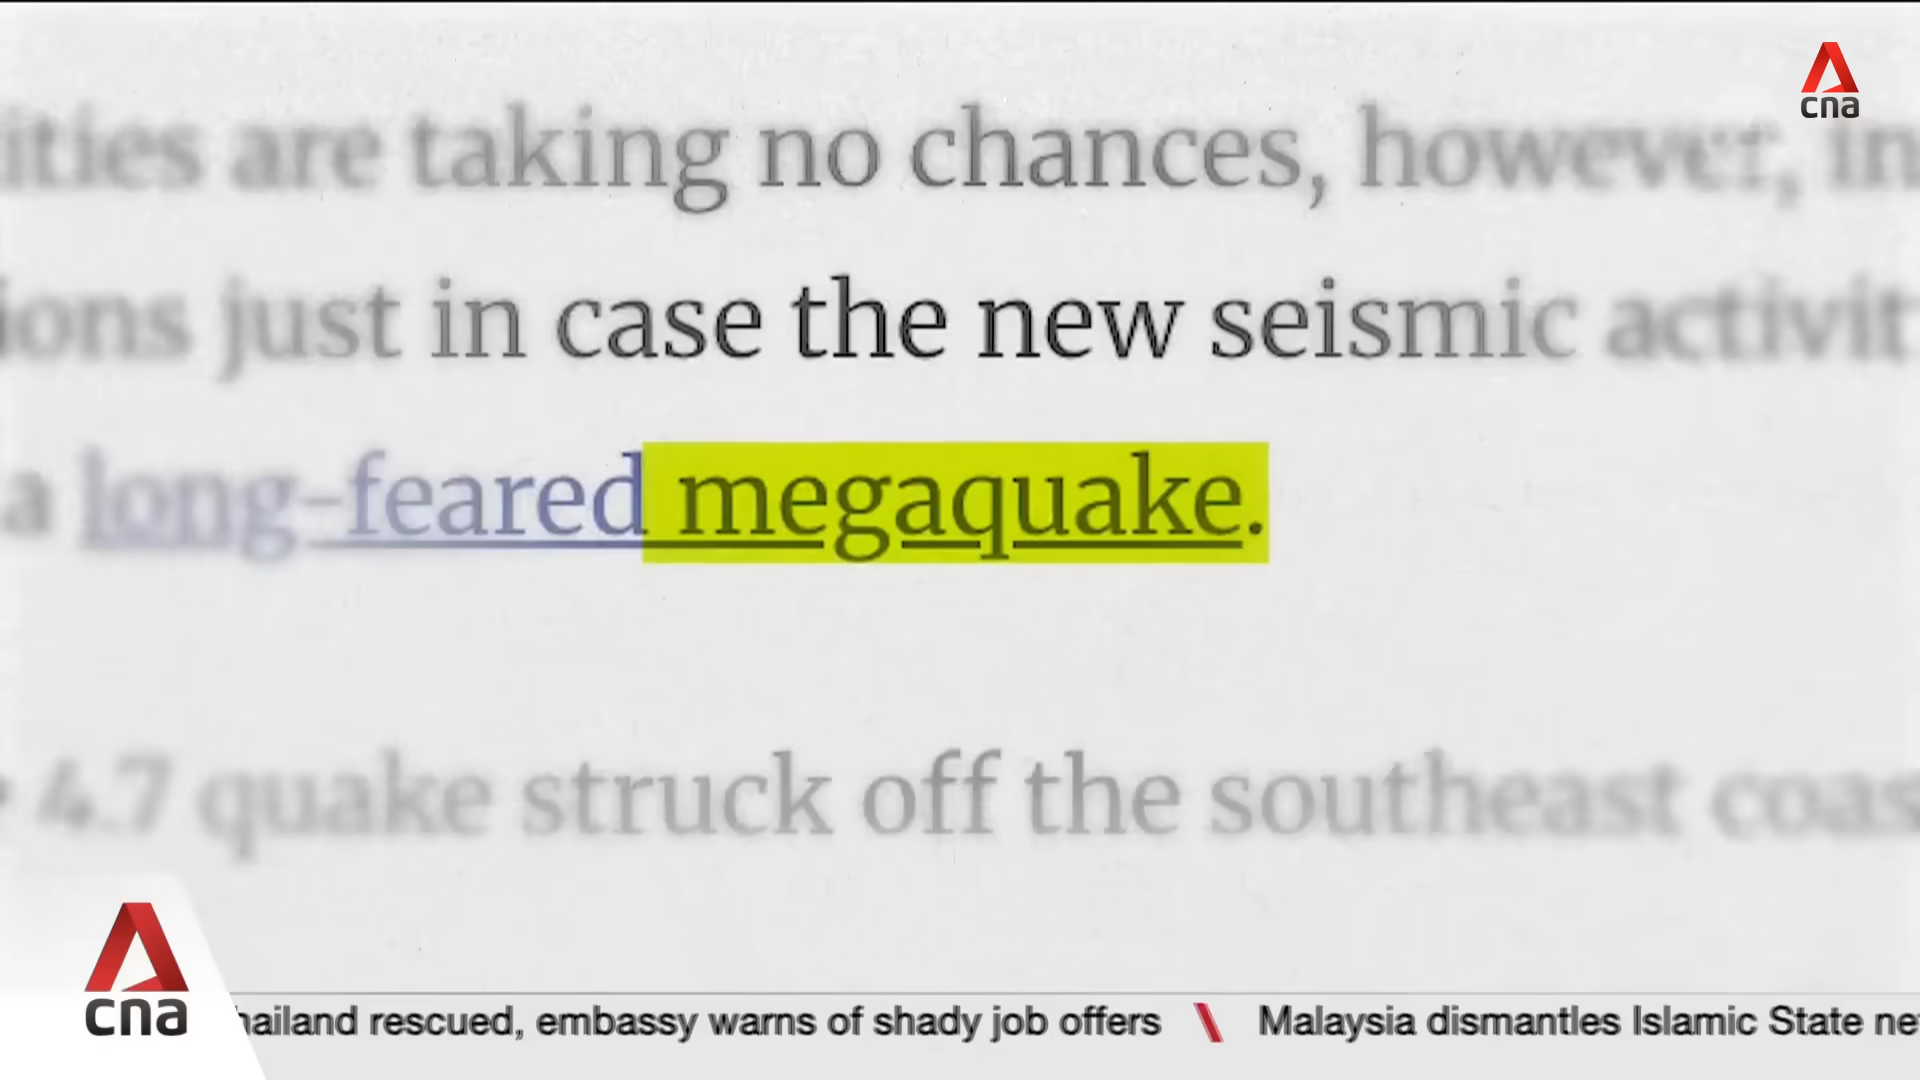 cna
ities are taking no chances, however, in
ions just in case the new seismic activit
a long-feared megaquake.
4.7 quake struck off the southeast coas
cna
hailand rescued, embassy warns of shady job offers \ Malaysia dismantles Islamic State ne